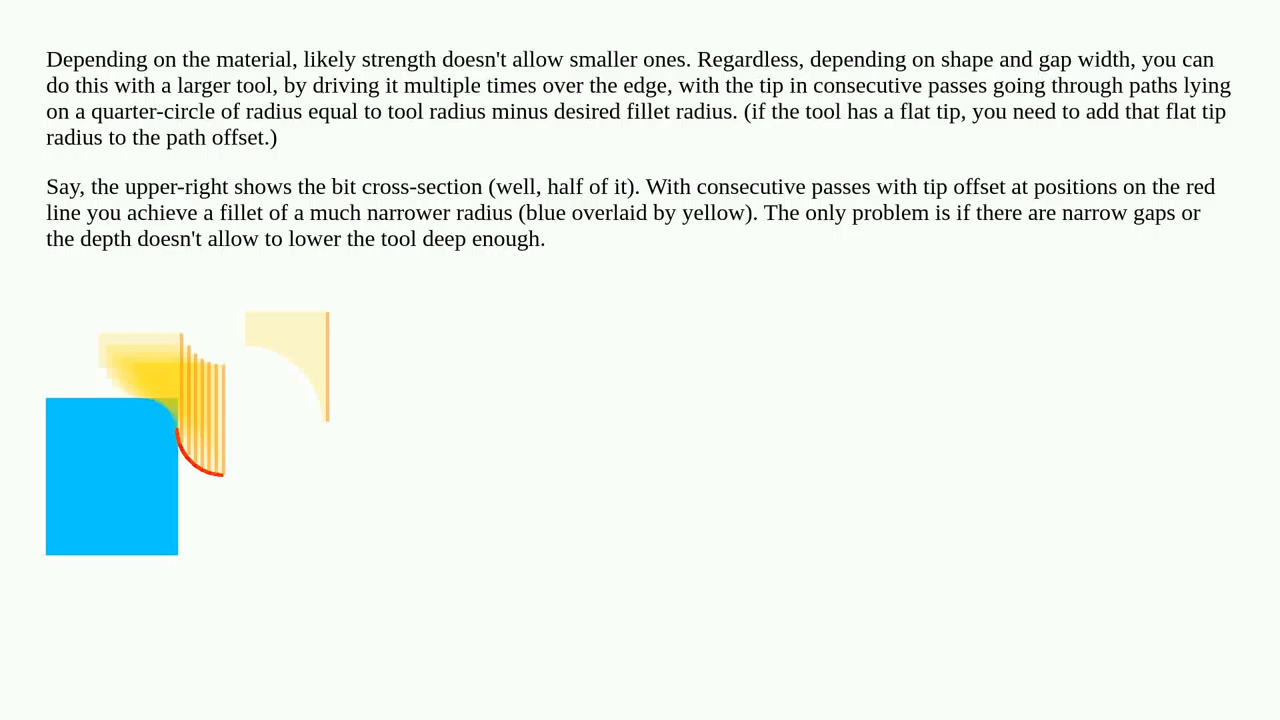 Depending on the material, likely strength doesn't allow smaller ones. Regardless, depending on shape and gap width, you can
do this with a larger tool, by driving it multiple times over the edge, with the tip in consecutive passes going through paths lying
on a quarter-circle of radius equal to tool radius minus desired fillet radius. (if the tool has a flat tip, you need to add that flat tip
radius to the path offset.)
Say, the upper-right shows the bit cross-section (well, half of it). With consecutive passes with tip offset at positions on the red
line you achieve a fillet of a much narrower radius (blue overlaid by yellow). The only problem is if there are narrow gaps or
the depth doesn't allow to lower the tool deep enough.